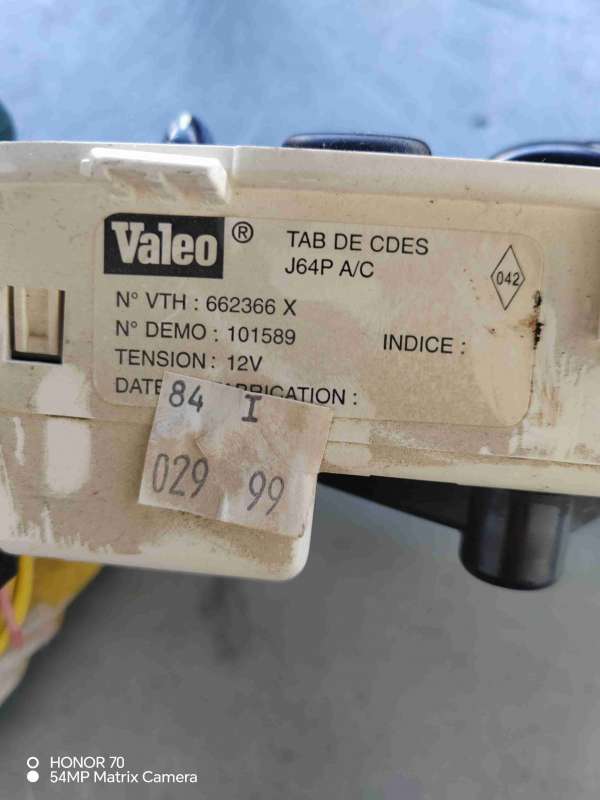 Valeo ®
TAB DE CDES
J64P A/C
042
N° VTH : 662366 X
N° DEMO : 101589
INDICE :
TENSION : 12V
DATE
84 I
029 99
HONOR 70
54MP Matrix Camera